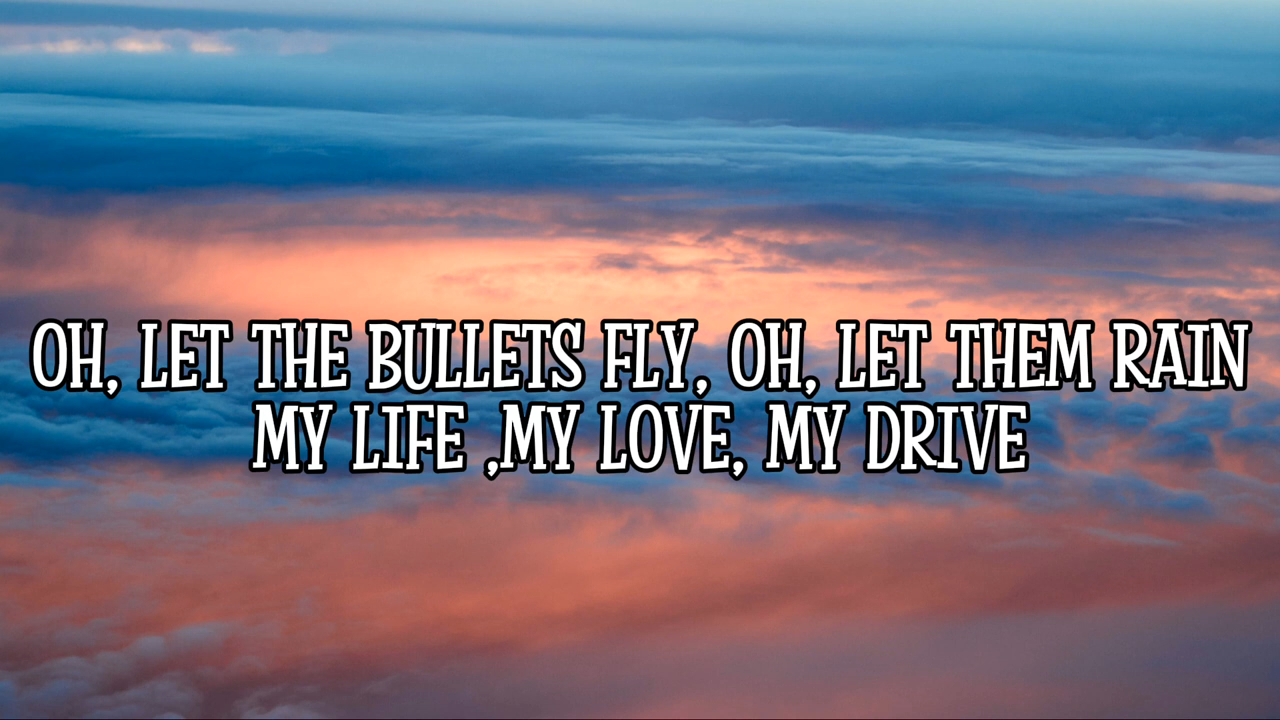 OH, LET THE BULLETS FLY, OH, LET THEM RAIN
MY LIFE ,MY LOVE, MY DRIVE